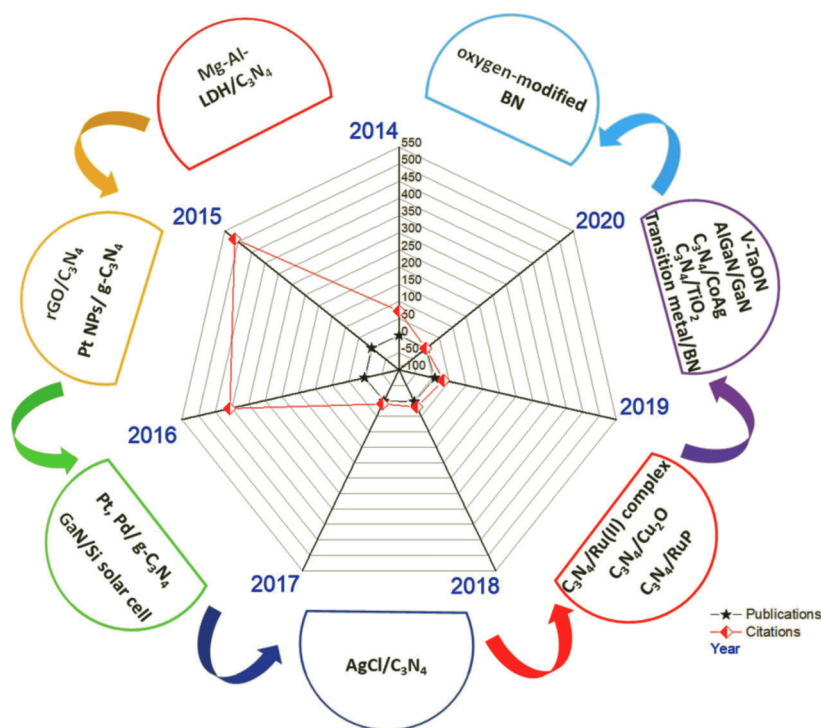 Mg-Al-
LDH/C₃N₄
oxygen-modified
BN
2014
550
500
450
400
350
300
250
200
150
100
50
0
-50
-100
2015
2020
rGO/C₃N₄
Pt NPs/ g-C₃N₄
V-TaON
AlGaN/GaN
C₃N₄/CoAg
C₃N₄/TiO₂
Transition metal/BN
2016
2019
Pt, Pd/ g-C₃N₄
GaN/Si solar cell
2017
2018
C₃N₄/Ru(II) complex
C₃N₄/Cu₂O
C₃N₄/RuP
AgCl/C₃N₄
Publications
Citations
Year